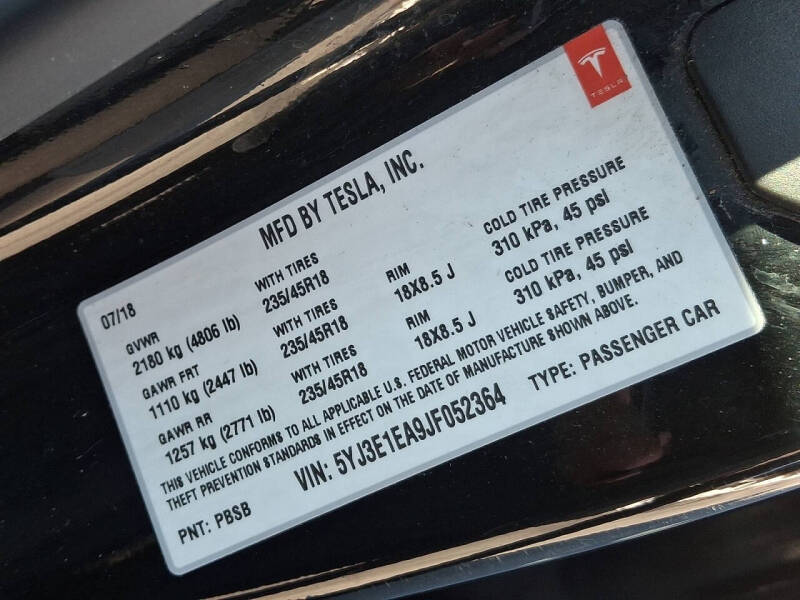 TESLA
MFD BY TESLA, INC.
07/18
GVWR WITH TIRES RIM COLD TIRE PRESSURE
2180 kg (4806 lb) 235/45R18 18X8.5 J 310 kPa, 45 psi
GAWR FRT WITH TIRES RIM COLD TIRE PRESSURE
1110 kg (2447 lb) 235/45R18 18X8.5 J 310 kPa, 45 psi
GAWR RR WITH TIRES
1257 kg (2771 lb) 235/45R18
THIS VEHICLE CONFORMS TO ALL APPLICABLE U.S. FEDERAL MOTOR VEHICLE SAFETY, BUMPER, AND
THEFT PREVENTION STANDARDS IN EFFECT ON THE DATE OF MANUFACTURE SHOWN ABOVE.
PNT: PBSB VIN: 5YJ3E1EA9JF052364 TYPE: PASSENGER CAR